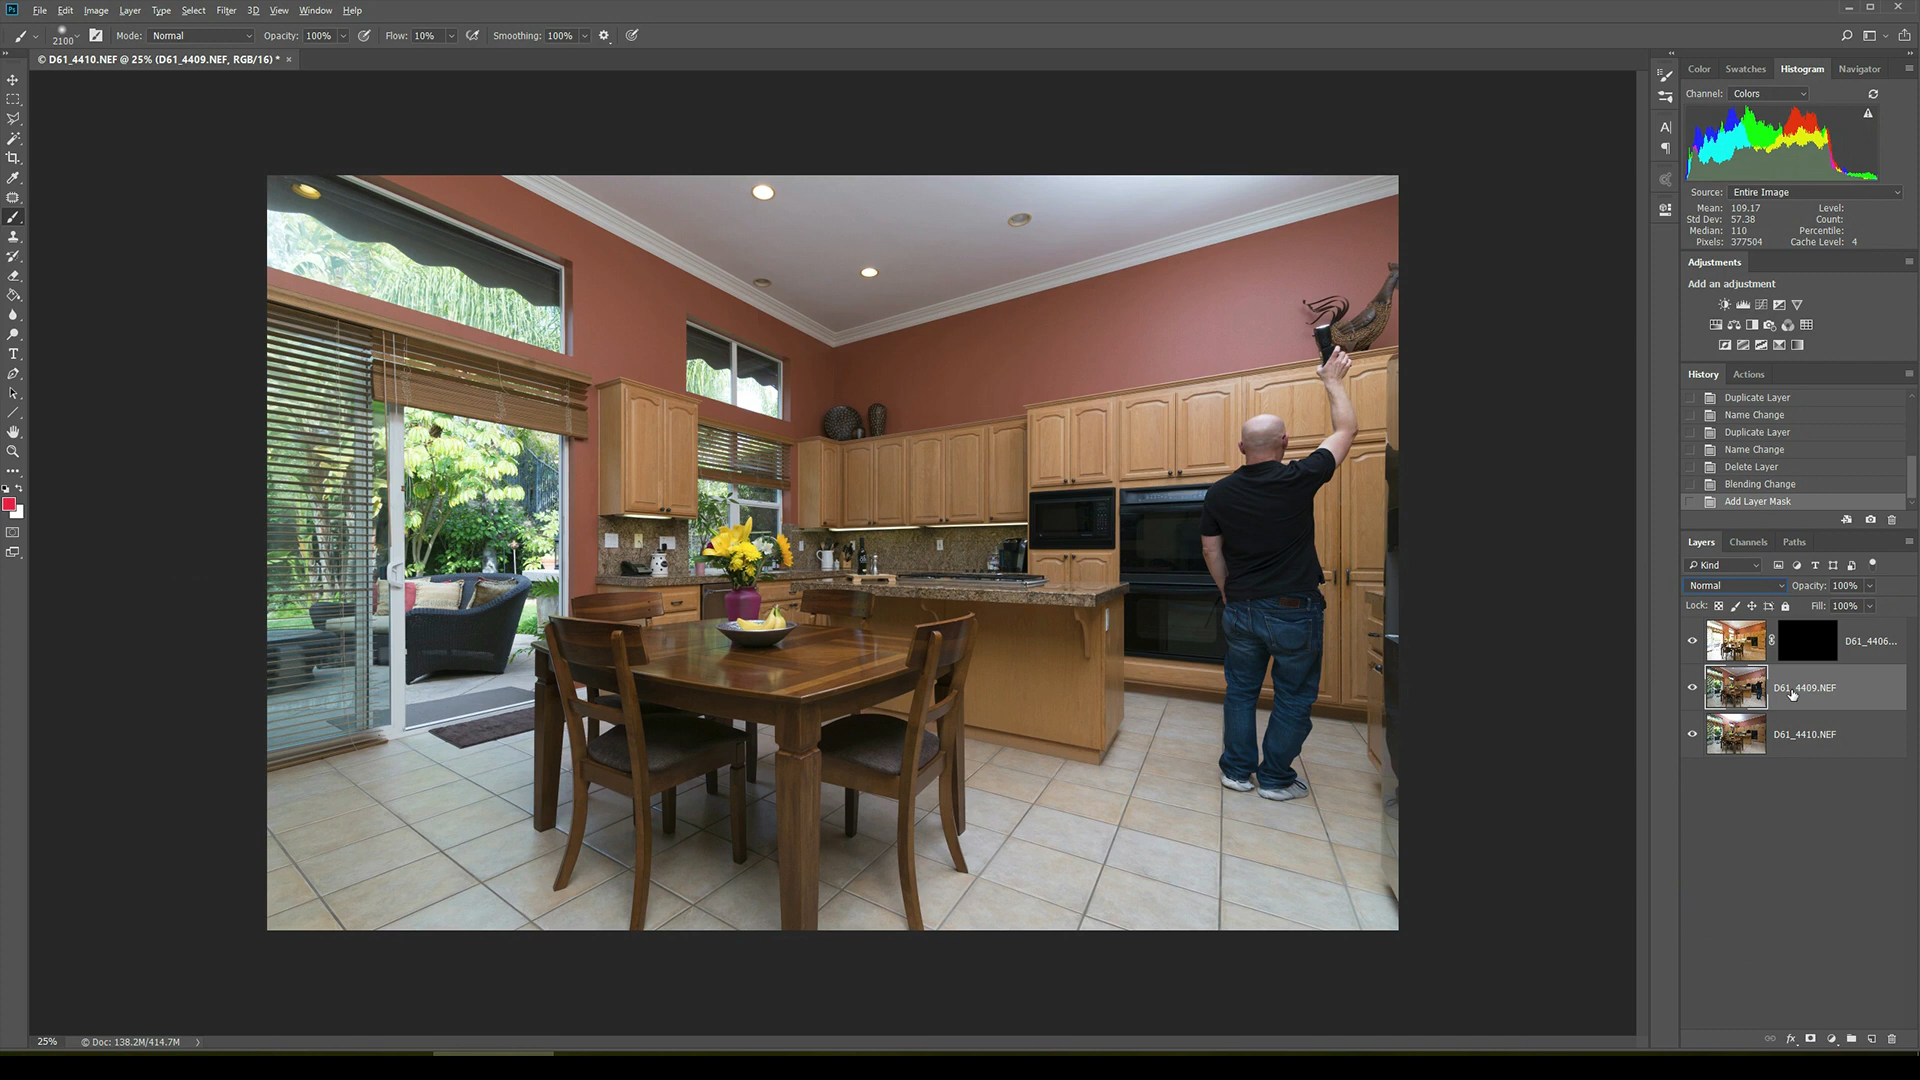 Ps File Edit Image Layer Type Select Filter 3D View Window Help
2100 Mode: Normal Opacity: 100% Flow: 10% Smoothing: 100%
© D61_4410.NEF @ 25% (D61_4409.NEF, RGB/16) * ×
Color Swatches Histogram Navigator
Channel: Colors
Source: Entire Image
Mean: 109.17 Level:
Std Dev: 57.38 Count:
Median: 110 Percentile:
Pixels: 377504 Cache Level: 4
Adjustments
Add an adjustment
History Actions
Duplicate Layer
Name Change
Duplicate Layer
Name Change
Delete Layer
Blending Change
Add Layer Mask
Layers Channels Paths
Kind
Normal Opacity: 100%
Lock: Fill: 100%
D61_4406...
D61_4409.NEF
D61_4410.NEF
fx
25% © Doc: 138.2M/414.7M